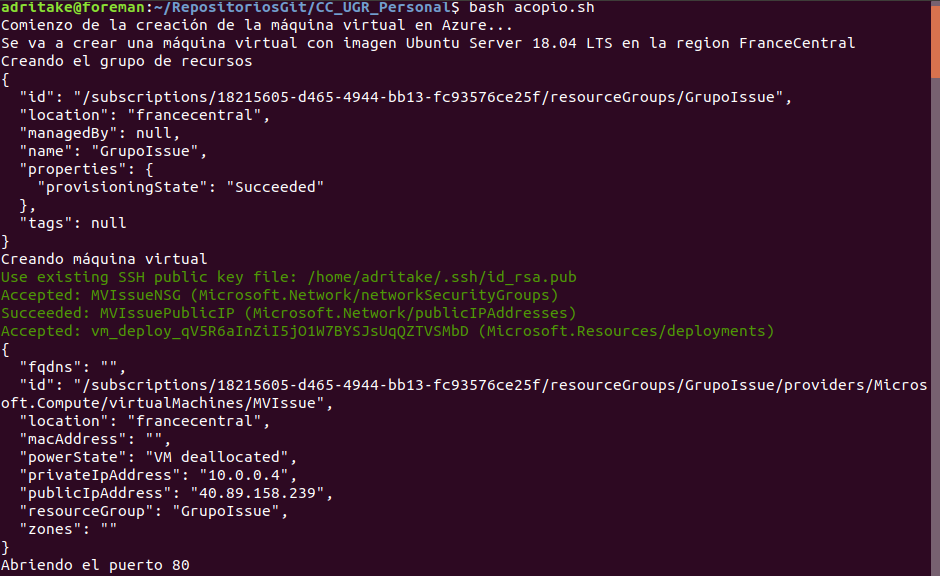 adritake@foreman:~/RepositoriosGit/CC_UGR_Personal$ bash acopio.sh
Comienzo de la creación de la máquina virtual en Azure...
Se va a crear una máquina virtual con imagen Ubuntu Server 18.04 LTS en la region FranceCentral
Creando el grupo de recursos
{
  "id": "/subscriptions/18215605-d465-4944-bb13-fc93576ce25f/resourceGroups/GrupoIssue",
  "location": "francecentral",
  "managedBy": null,
  "name": "GrupoIssue",
  "properties": {
    "provisioningState": "Succeeded"
  },
  "tags": null
}
Creando máquina virtual
Use existing SSH public key file: /home/adritake/.ssh/id_rsa.pub
Accepted: MVIssueNSG (Microsoft.Network/networkSecurityGroups)
Succeeded: MVIssuePublicIP (Microsoft.Network/publicIPAddresses)
Accepted: vm_deploy_qV5R6aInZiI5jO1W7BYSJsUqQZTVSMbD (Microsoft.Resources/deployments)
{
  "fqdns": "",
  "id": "/subscriptions/18215605-d465-4944-bb13-fc93576ce25f/resourceGroups/GrupoIssue/providers/Micros
oft.Compute/virtualMachines/MVIssue",
  "location": "francecentral",
  "macAddress": "",
  "powerState": "VM deallocated",
  "privateIpAddress": "10.0.0.4",
  "publicIpAddress": "40.89.158.239",
  "resourceGroup": "GrupoIssue",
  "zones": ""
}
Abriendo el puerto 80